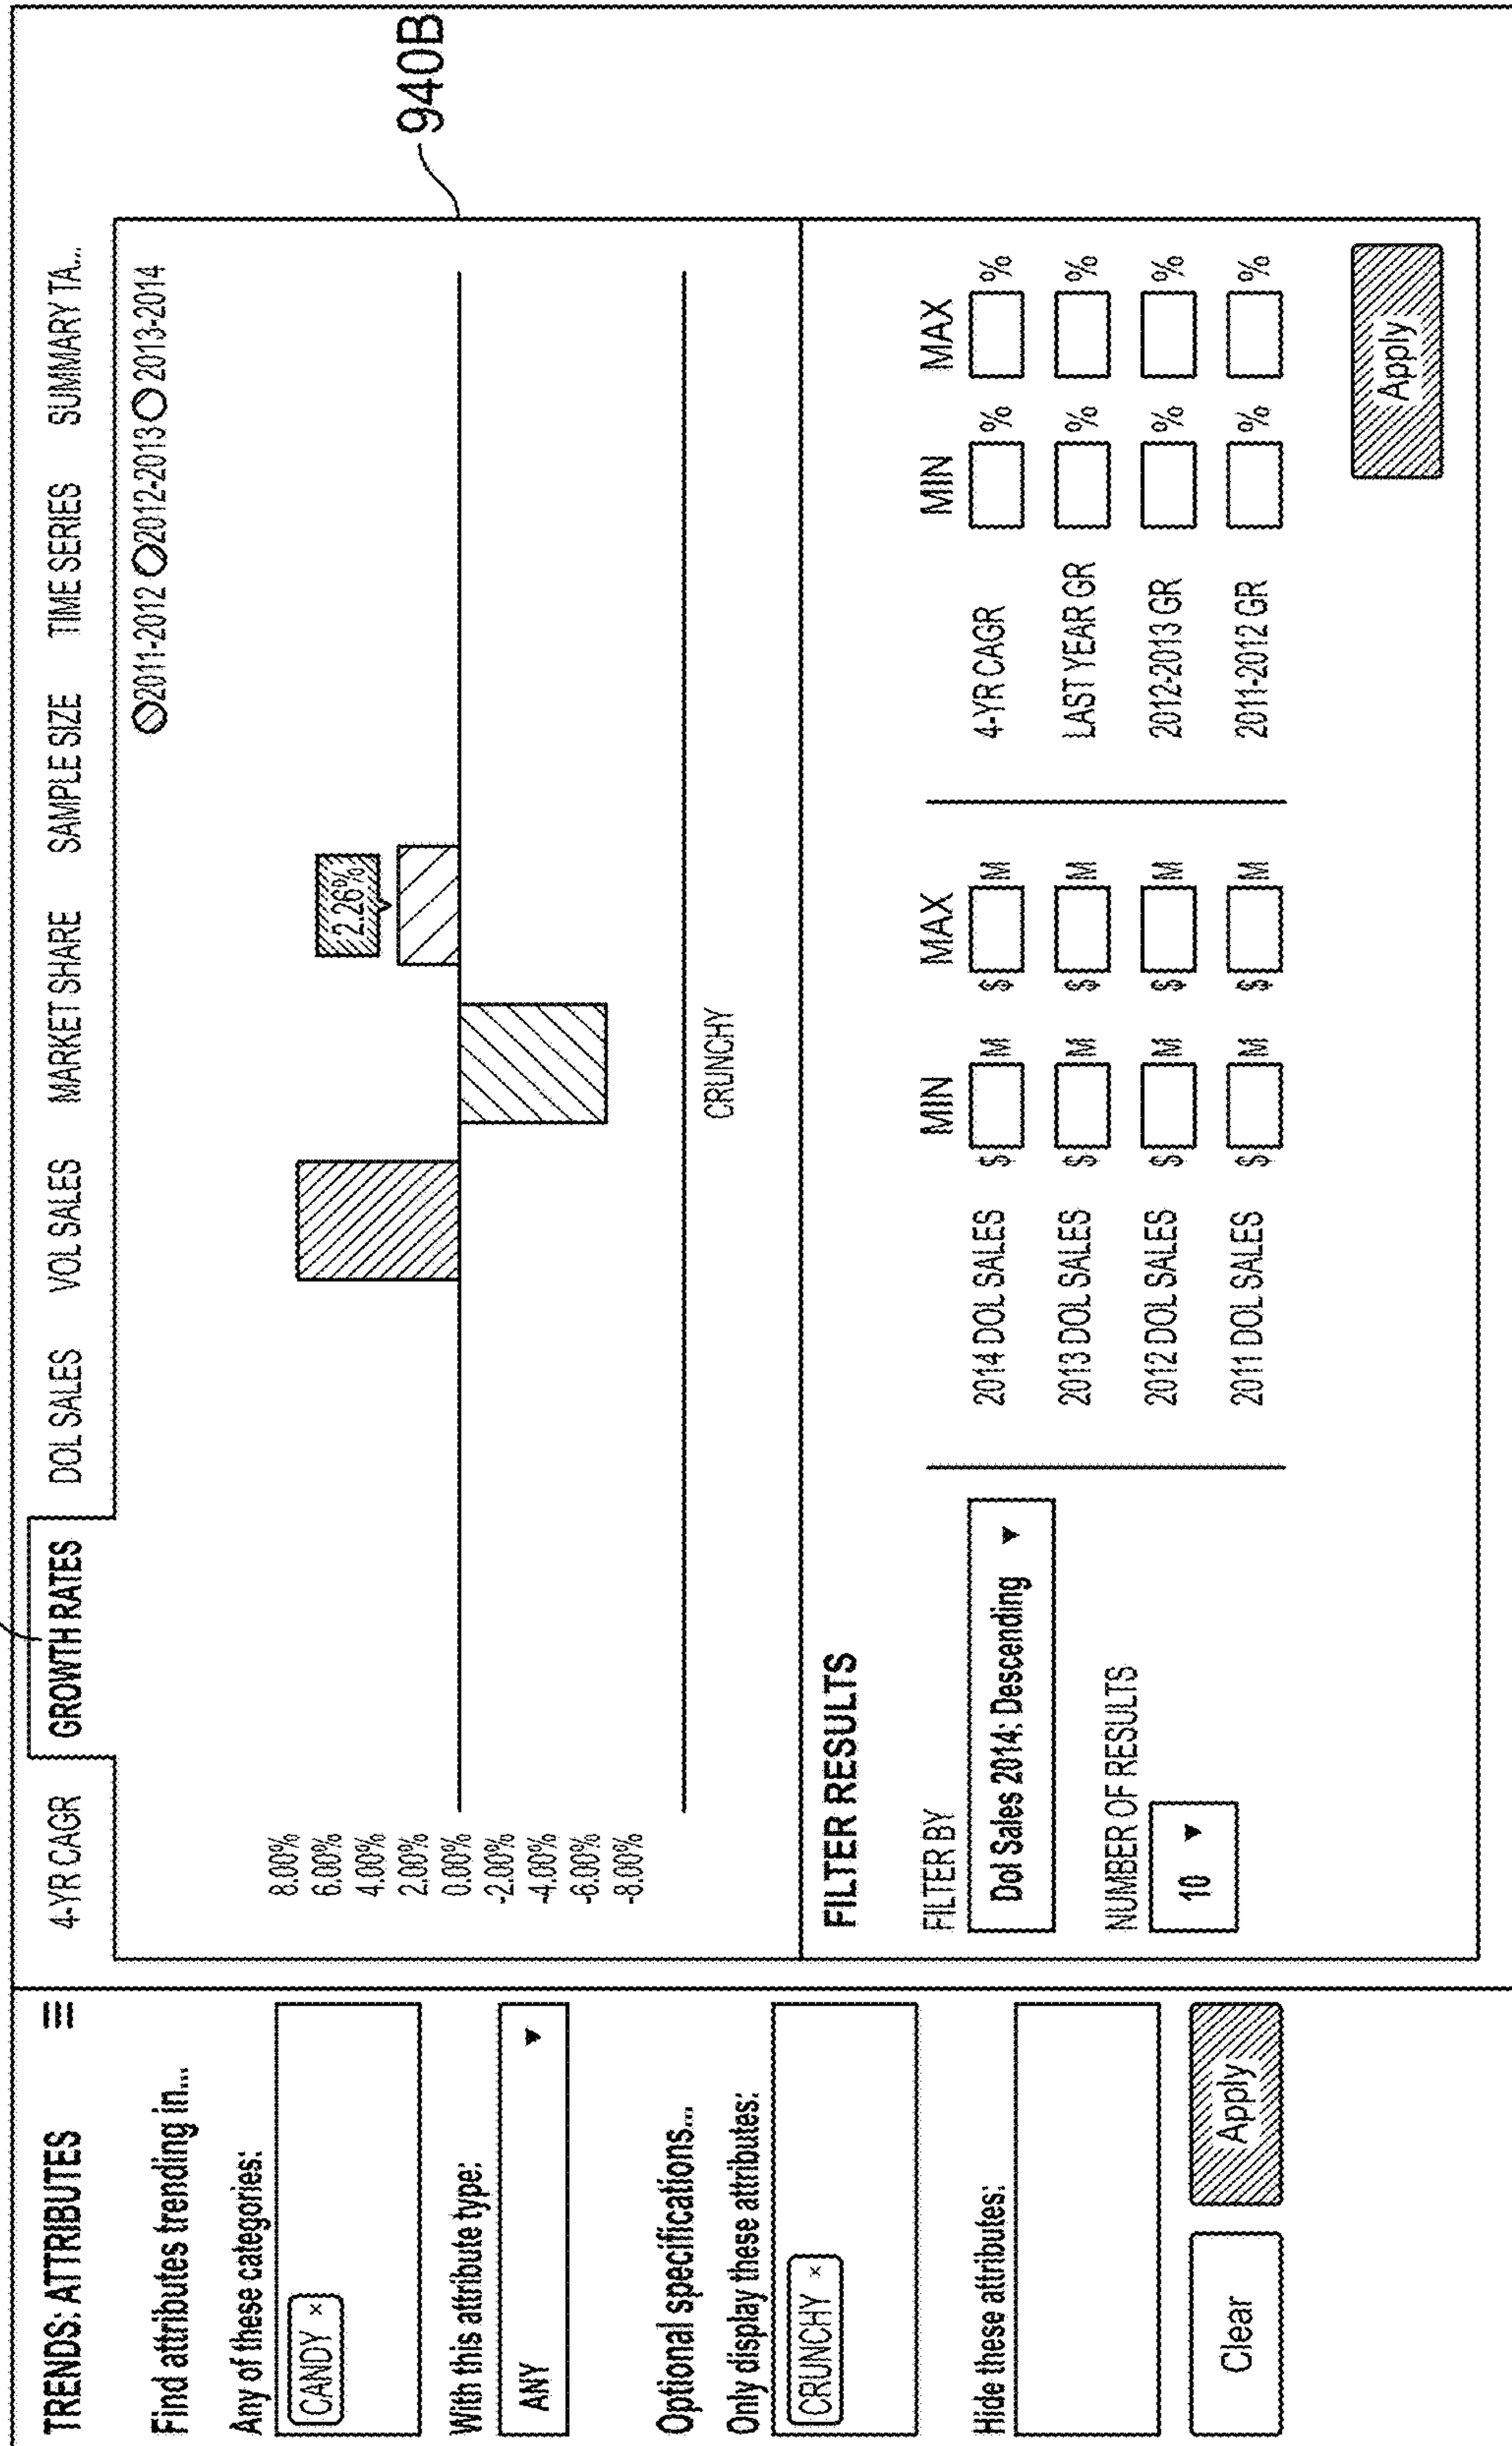 TRENDS: ATTRIBUTES
Find attributes trending in...
Any of these categories:
CANDY ×
With this attribute type:
ANY ▼
Optional specifications...
Only display these attributes:
CRUNCHY ×
Hide these attributes:
Clear Apply
4-YR CAGR GROWTH RATES DOL SALES VOL SALES MARKET SHARE SAMPLE SIZE TIME SERIES SUMMARY TA...
2011-2012 2012-2013 2013-2014
8.00%
6.00%
4.00%
2.00%
0.00%
-2.00%
-4.00%
-6.00%
-8.00%
2.26%
CRUNCHY
940B
FILTER RESULTS
FILTER BY
Dol Sales 2014: Descending ▼
NUMBER OF RESULTS
10 ▼
MIN MAX
2014 DOL SALES $ M $ M
2013 DOL SALES $ M $ M
2012 DOL SALES $ M $ M
2011 DOL SALES $ M $ M
MIN MAX
4-YR CAGR % %
LAST YEAR GR % %
2012-2013 GR % %
2011-2012 GR % %
Apply